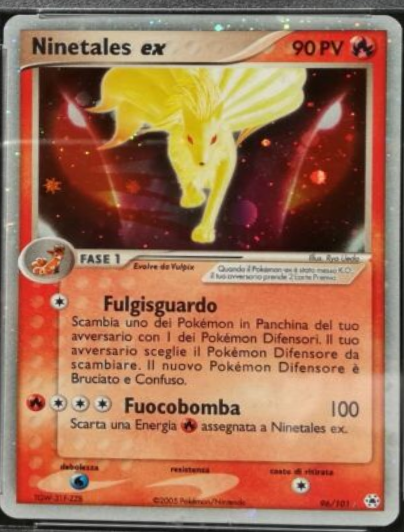 Ninetales ex 90 PV
FASE 1
Illus. Ryo Ueda
Evolve da Vulpix
Quando il Pokémon-ex è stato messo K.O.,
il tuo avversario prende 2 Carte Premio.
Fulgisguardo
Scambia uno dei Pokémon in Panchina del tuo
avversario con 1 dei Pokémon Difensori. Il tuo
avversario sceglie il Pokémon Difensore da
scambiare. Il nuovo Pokémon Difensore è
Bruciato e Confuso.
Fuocobomba 100
Scarta una Energia assegnata a Ninetales ex.
debolezza resistenza costo di ritirata
©2005 Pokémon/Nintendo 96/101